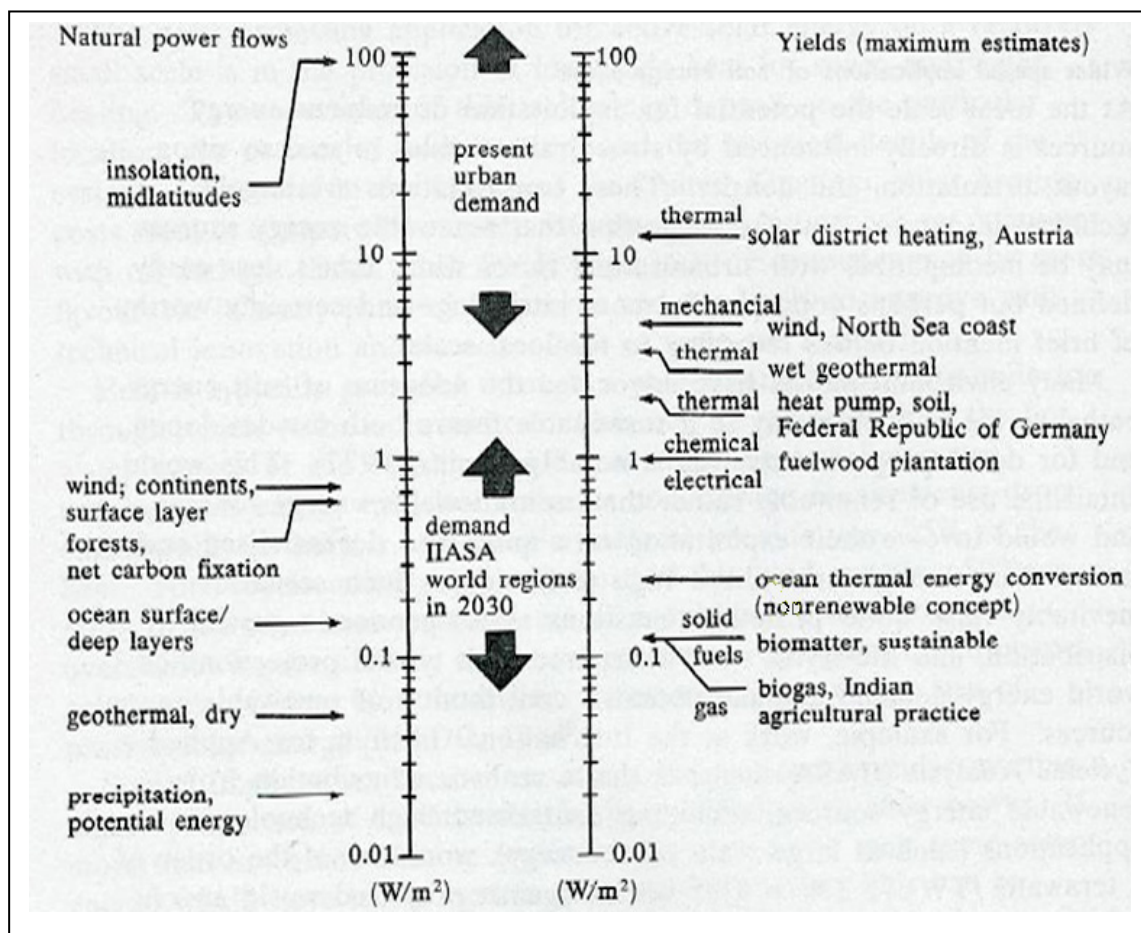 Natural power flows
insolation,
midlatitudes
wind; continents,
surface layer
forests,
net carbon fixation
ocean surface/
deep layers
geothermal, dry
precipitation,
potential energy
100
10
1
0.1
0.01
(W/m²)
present
urban
demand
demand
IIASA
world regions
in 2030
100
10
1
0.1
0.01
(W/m²)
Yields (maximum estimates)
thermal
solar district heating, Austria
mechancial
wind, North Sea coast
thermal
wet geothermal
thermal
heat pump, soil,
Federal Republic of Germany
chemical
fuelwood plantation
electrical
ocean thermal energy conversion
(nonrenewable concept)
solid
fuels
biomatter, sustainable
gas
biogas, Indian
agricultural practice